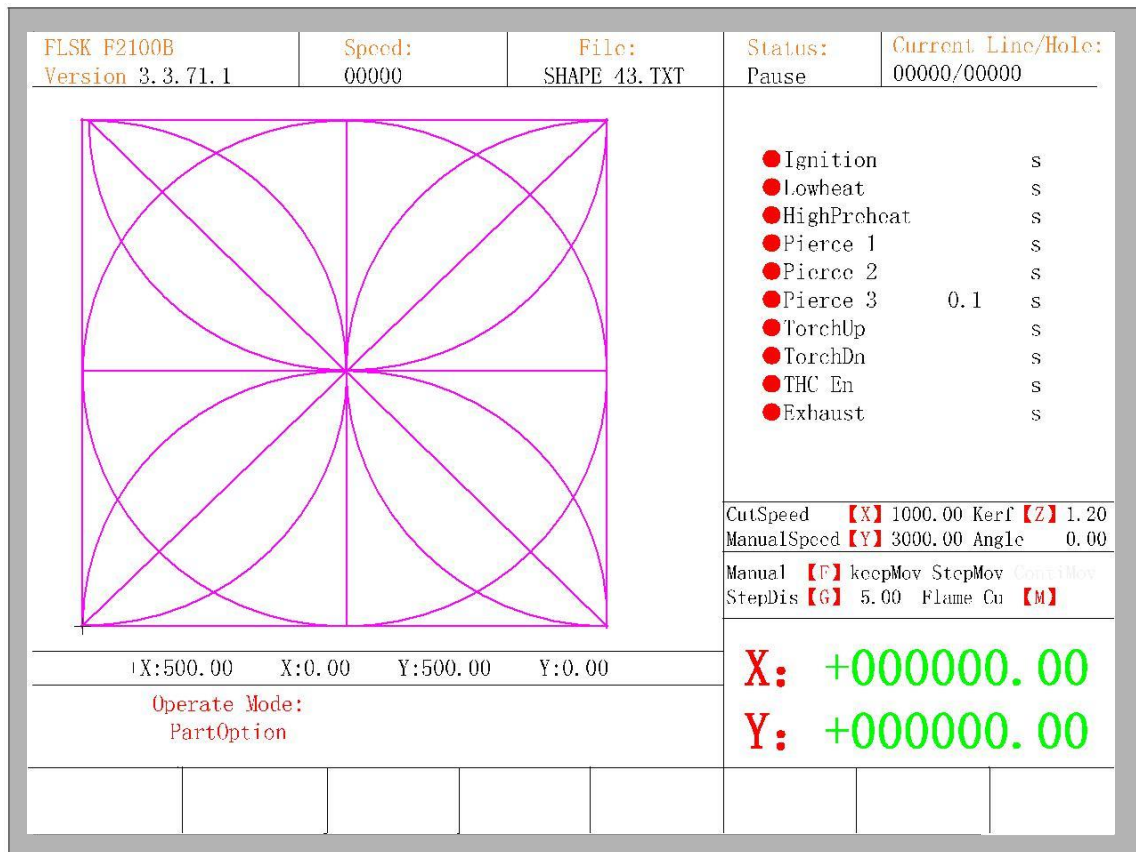 FLSK F2100B
Version 3.3.71.1
Speed:
00000
File:
SHAPE 43.TXT
Status:
Pause
Current Line/Hole:
00000/00000
Ignition s
Lowheat s
HighPreheat s
Pierce 1 s
Pierce 2 s
Pierce 3 0.1 s
TorchUp s
TorchDn s
THC En s
Exhaust s
CutSpeed 【X】 1000.00 Kerf 【Z】 1.20
ManualSpeed 【Y】 3000.00 Angle 0.00
Manual 【F】 keepMov StepMov ContiMov
StepDis 【G】 5.00 Flame Cu 【M】
+X:500.00 X:0.00 Y:500.00 Y:0.00
Operate Mode:
PartOption
X: +000000.00
Y: +000000.00